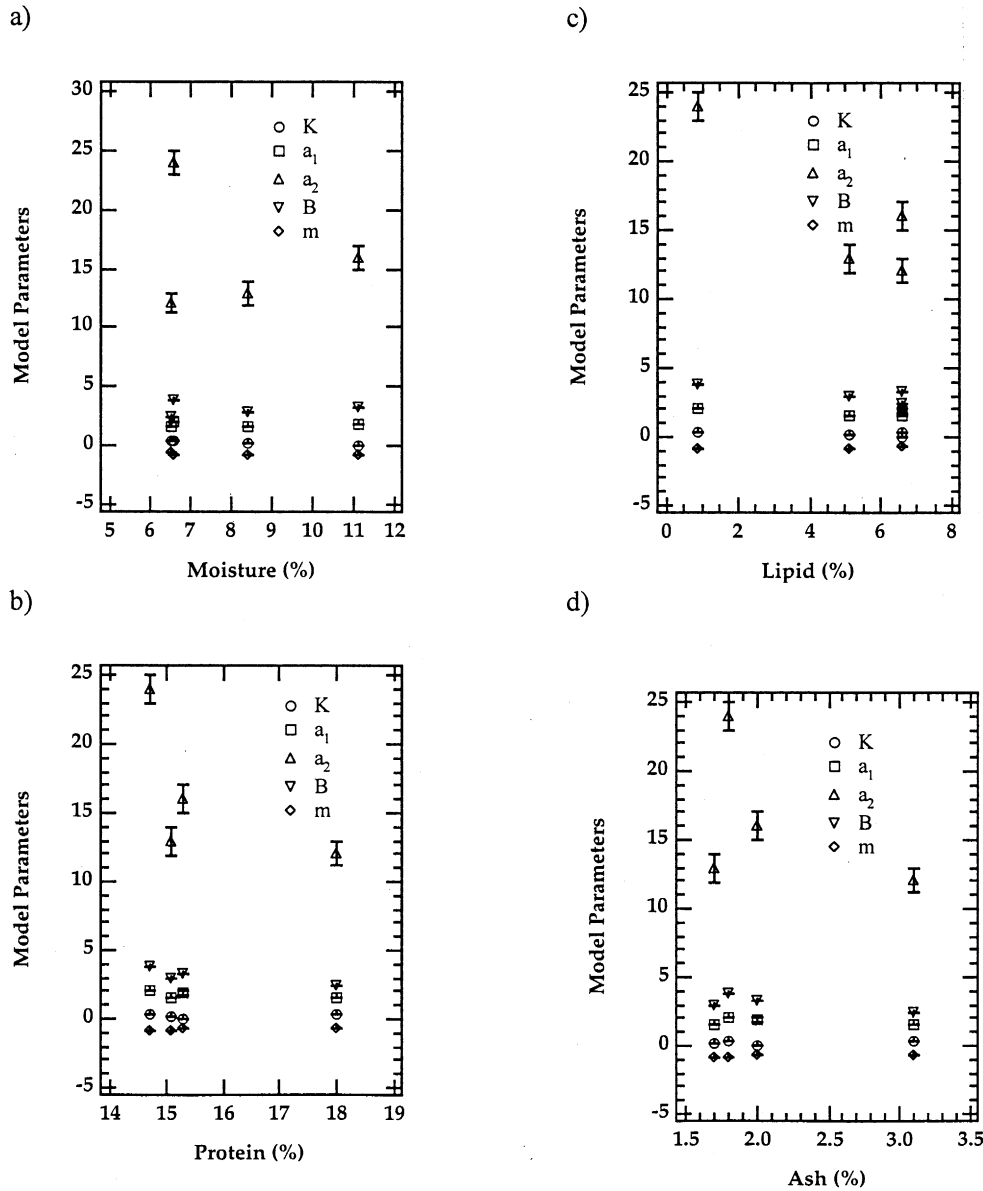 a)
30
25
20
15
10
5
0
-5
Model Parameters
K
a1
a2
B
m
5 6 7 8 9 10 11 12
Moisture (%)
b)
25
20
15
10
5
0
-5
Model Parameters
K
a1
a2
B
m
14 15 16 17 18 19
Protein (%)
c)
25
20
15
10
5
0
-5
Model Parameters
K
a1
a2
B
m
0 2 4 6 8
Lipid (%)
d)
25
20
15
10
5
0
-5
Model Parameters
K
a1
a2
B
m
1.5 2.0 2.5 3.0 3.5
Ash (%)